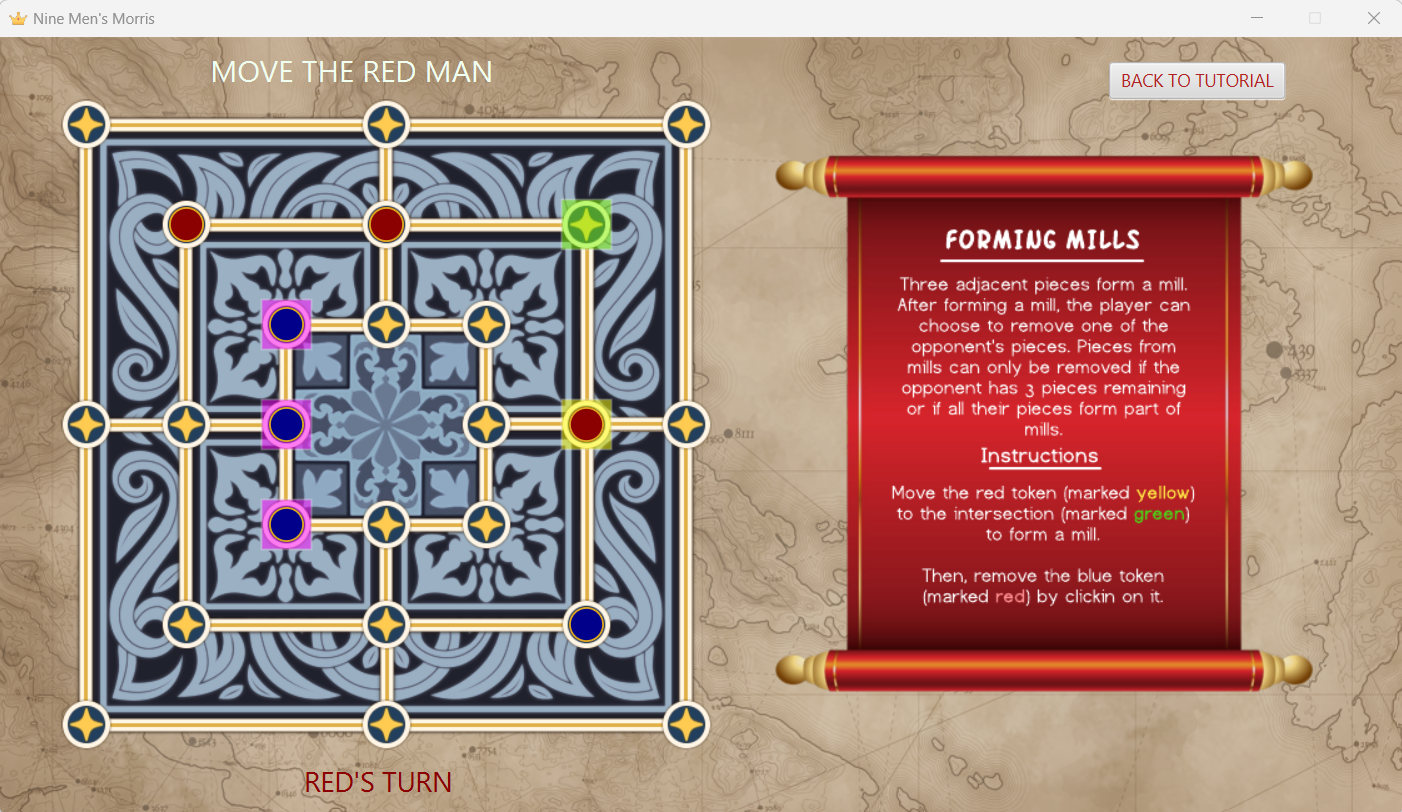 Nine Men's Morris
MOVE THE RED MAN
BACK TO TUTORIAL
FORMING MILLS
Three adjacent pieces form a mill.
After forming a mill, the player can
choose to remove one of the
opponent's pieces. Pieces from
mills can only be removed if the
opponent has 3 pieces remaining
or if all their pieces form part of
mills.
Instructions
Move the red token (marked yellow)
to the intersection (marked green)
to form a mill.
Then, remove the blue token
(marked red) by clickin on it.
RED'S TURN
4084
439
8111